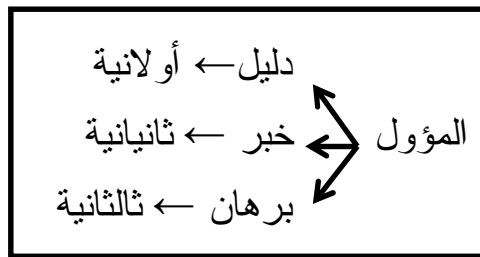 دليل← أولانية
المؤول خبر ← ثانيانية
برهان ← ثالثانية